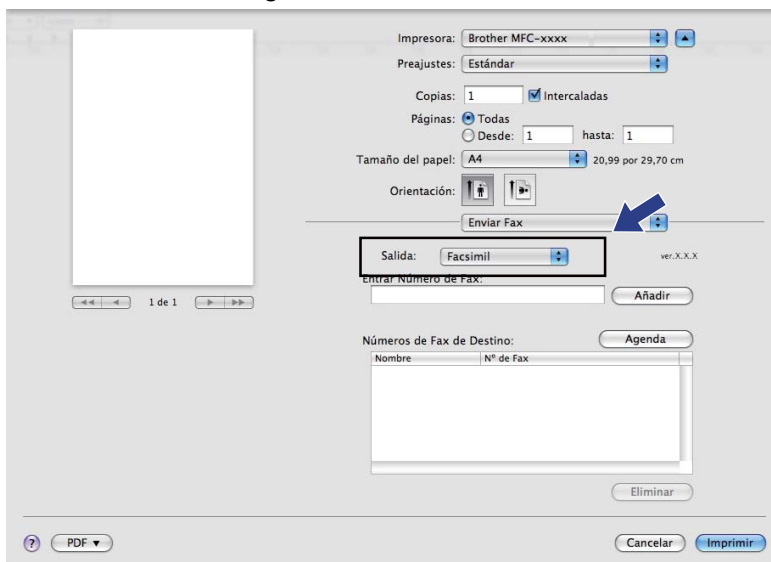 Impresora: Brother MFC-xxxx
Preajustes: Estándar
Copias: 1 Intercaladas
Páginas: Todas
Desde: 1 hasta: 1
Tamaño del papel: A4 20,99 por 29,70 cm
Orientación:
Enviar Fax
Salida: Facsimil ver.X.X.X
Entrar Número de Fax:
Añadir
1 de 1
Números de Fax de Destino: Agenda
Nombre Nº de Fax
Eliminar
? PDF Cancelar Imprimir